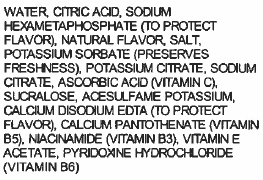 WATER, CITRIC ACID, SODIUM
HEXAMETAPHOSPHATE (TO PROTECT
FLAVOR), NATURAL FLAVOR, SALT,
POTASSIUM SORBATE (PRESERVES
FRESHNESS), POTASSIUM CITRATE, SODIUM
CITRATE, ASCORBIC ACID (VITAMIN C),
SUCRALOSE, ACESULFAME POTASSIUM,
CALCIUM DISODIUM EDTA (TO PROTECT
FLAVOR), CALCIUM PANTOTHENATE (VITAMIN
B5), NIACINAMIDE (VITAMIN B3), VITAMIN E
ACETATE, PYRIDOXINE HYDROCHLORIDE
(VITAMIN B6)